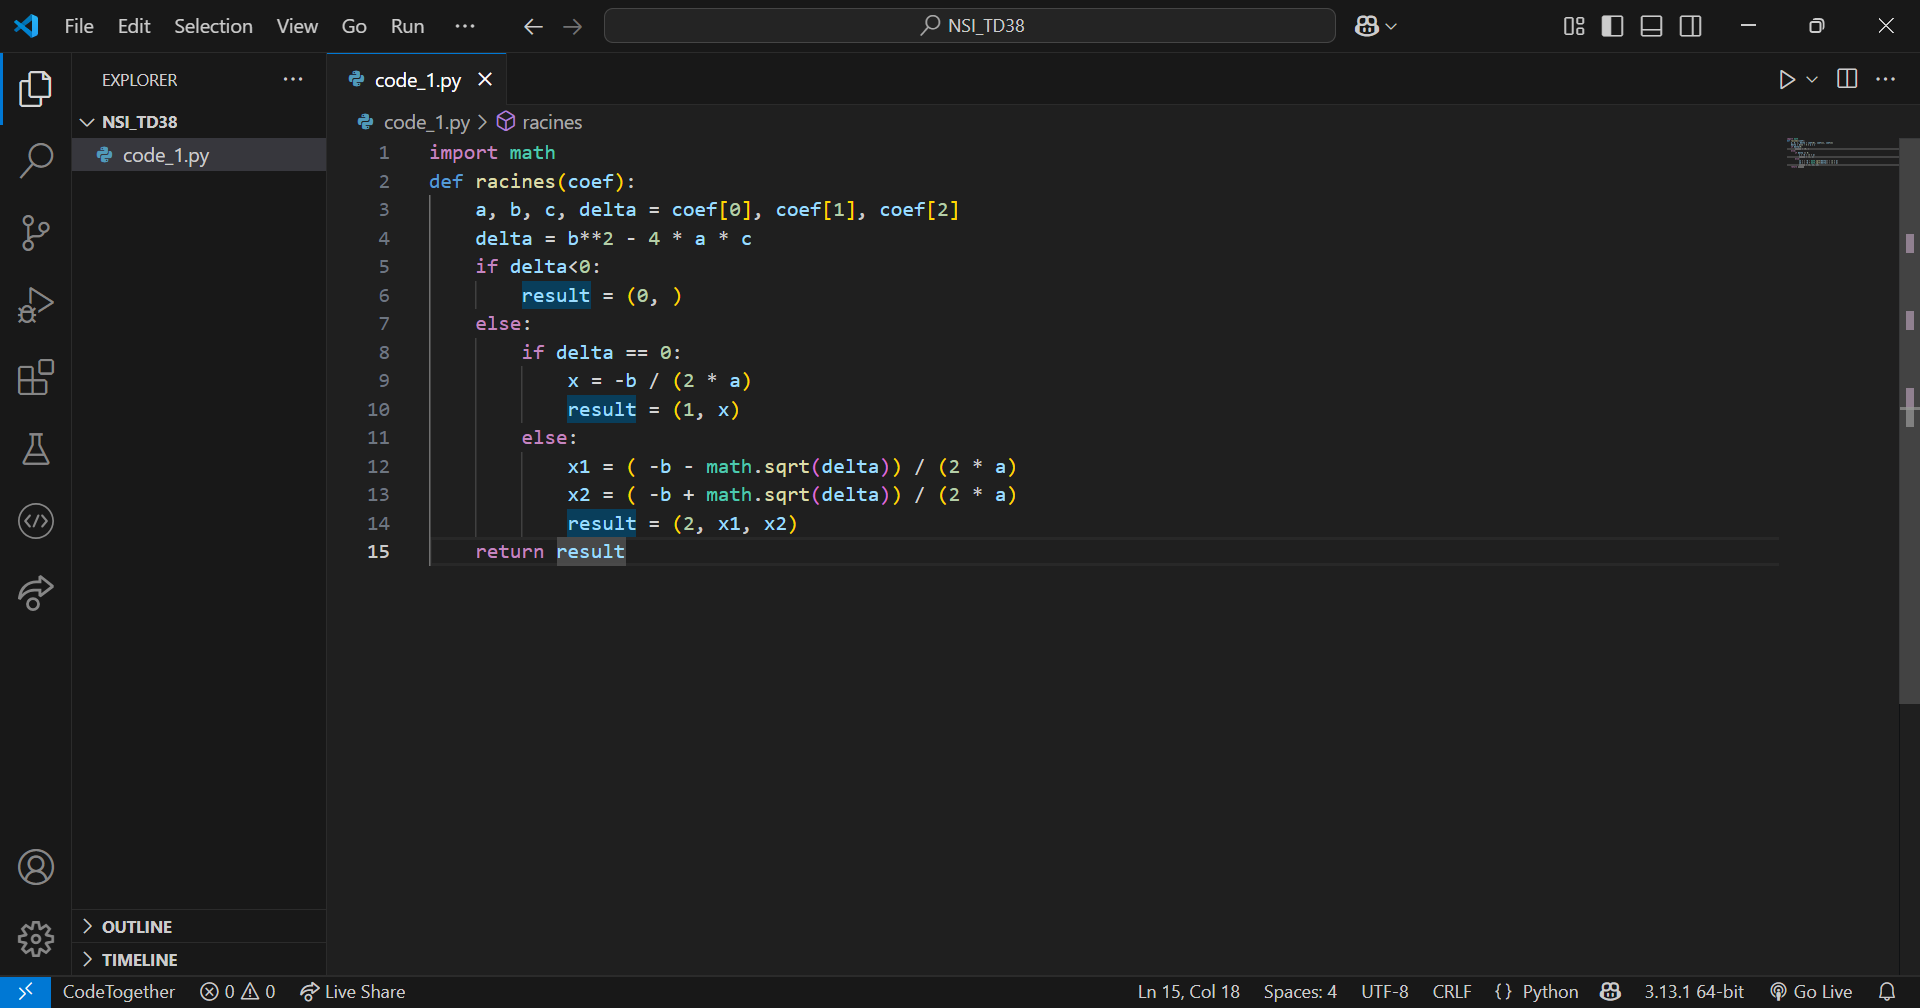 File Edit Selection View Go Run ··· NSI_TD38
EXPLORER ···
NSI_TD38
code_1.py
code_1.py
code_1.py > racines
1 import math
2 def racines(coef):
3     a, b, c, delta = coef[0], coef[1], coef[2]
4     delta = b**2 - 4 * a * c
5     if delta<0:
6         result = (0, )
7     else:
8         if delta == 0:
9             x = -b / (2 * a)
10             result = (1, x)
11         else:
12             x1 = ( -b - math.sqrt(delta)) / (2 * a)
13             x2 = ( -b + math.sqrt(delta)) / (2 * a)
14             result = (2, x1, x2)
15     return result
OUTLINE
TIMELINE
CodeTogether 0 0 Live Share Ln 15, Col 18 Spaces: 4 UTF-8 CRLF {} Python 3.13.1 64-bit Go Live